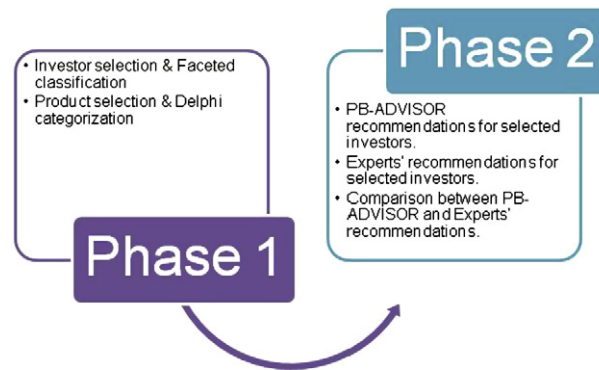 • Investor selection & Faceted
classification
• Product selection & Delphi
categorization
Phase 1
Phase 2
• PB-ADVISOR
recommendations for selected
investors.
• Experts' recommendations for
selected investors.
• Comparison between PB-
ADVISOR and Experts'
recommendations.